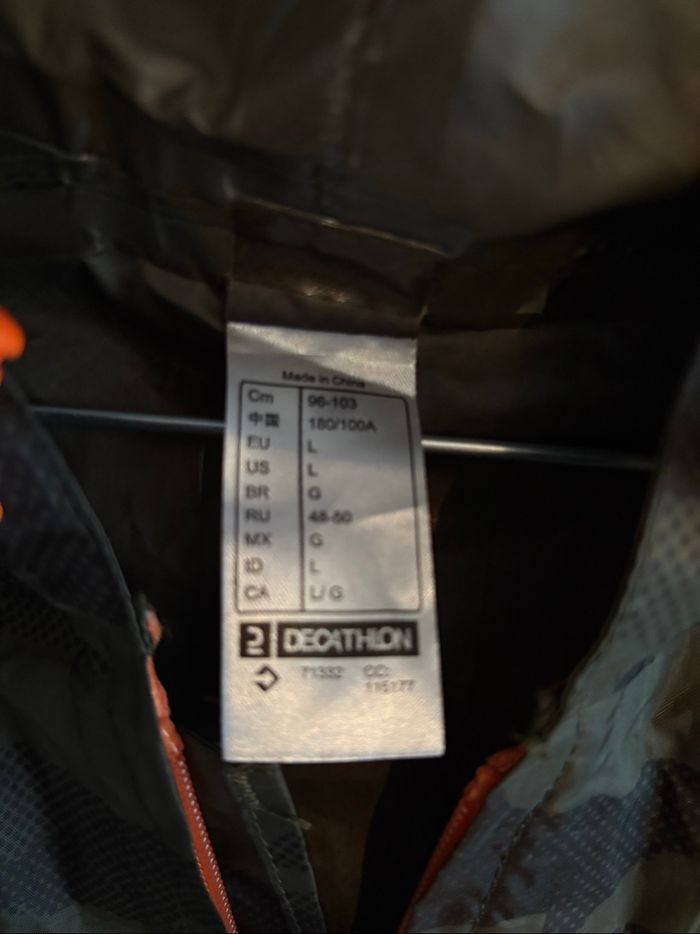 Made in China
Cm 96-103
中国 180/100A
EU L
US L
BR G
RU 48-50
MX G
ID L
CA L/G
DECATHLON
71332 CC:
115177